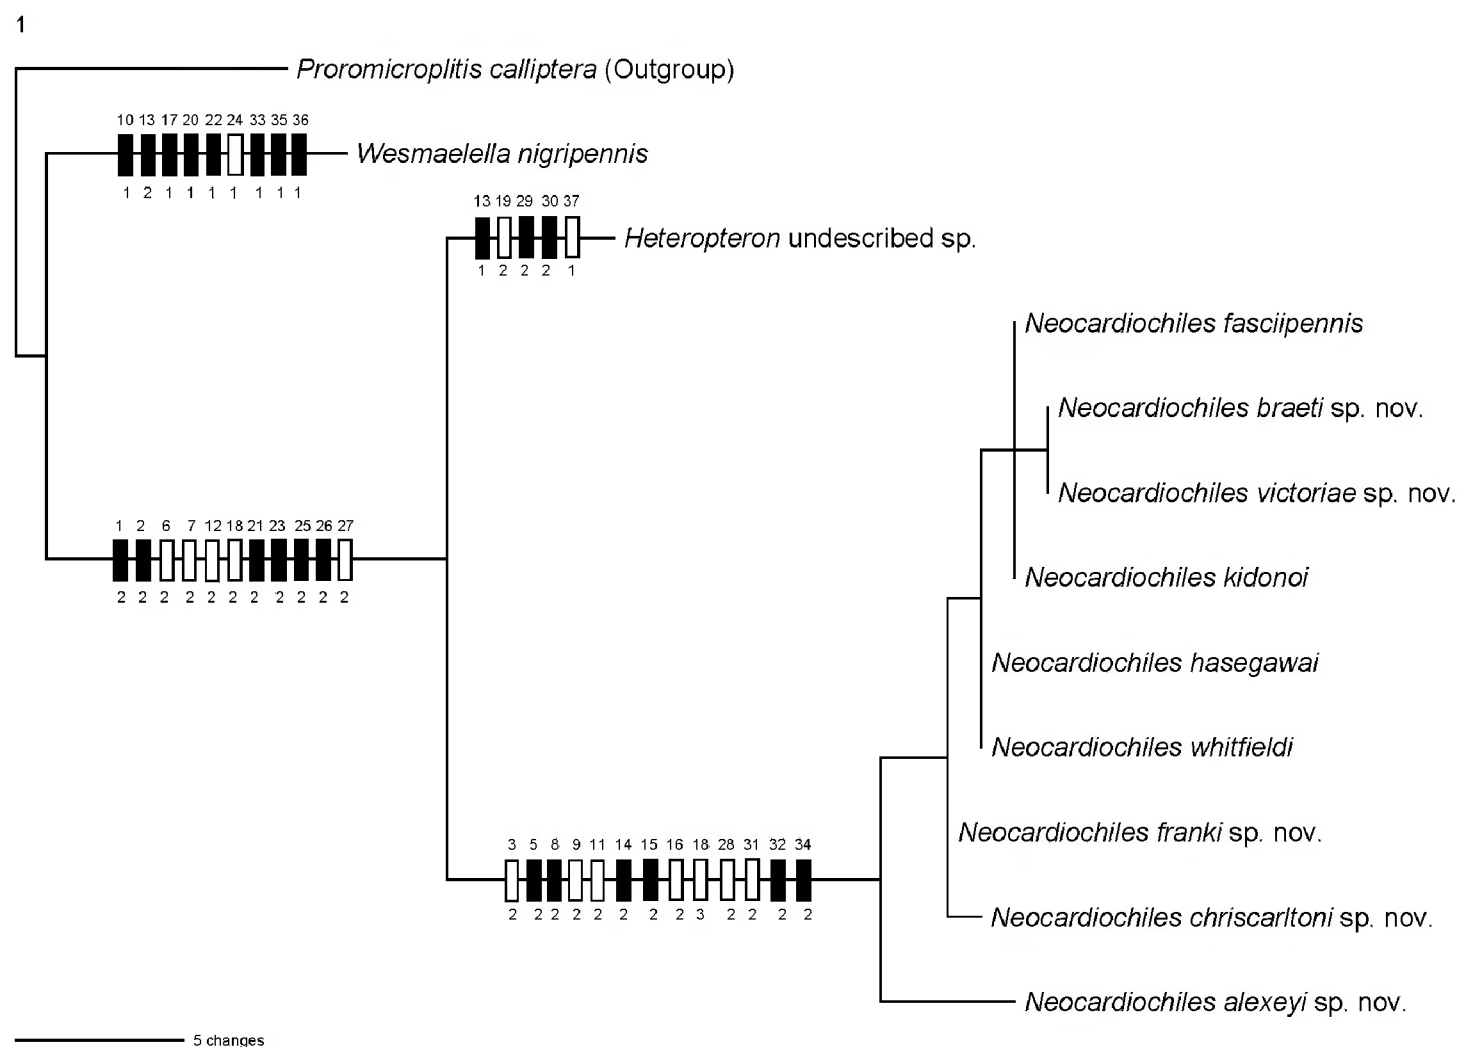 1
Proromicroplitis calliptera (Outgroup)
10 13 17 20 22 24 33 35 36
Wesmaelella nigripennis
1 2 1 1 1 1 1 1 1
13 19 29 30 37
Heteropteron undescribed sp.
1 2 2 2 1
Neocardiochiles fasciipennis
Neocardiochiles braeti sp. nov.
Neocardiochiles victoriae sp. nov.
1 2 6 7 12 18 21 23 25 26 27
2 2 2 2 2 2 2 2 2 2 2
Neocardiochiles kidonoi
Neocardiochiles hasegawai
Neocardiochiles whitfieldi
Neocardiochiles franki sp. nov.
3 5 8 9 11 14 15 16 18 28 31 32 34
2 2 2 2 2 2 2 2 3 2 2 2 2
Neocardiochiles chriscarltoni sp. nov.
Neocardiochiles alexeyi sp. nov.
5 changes